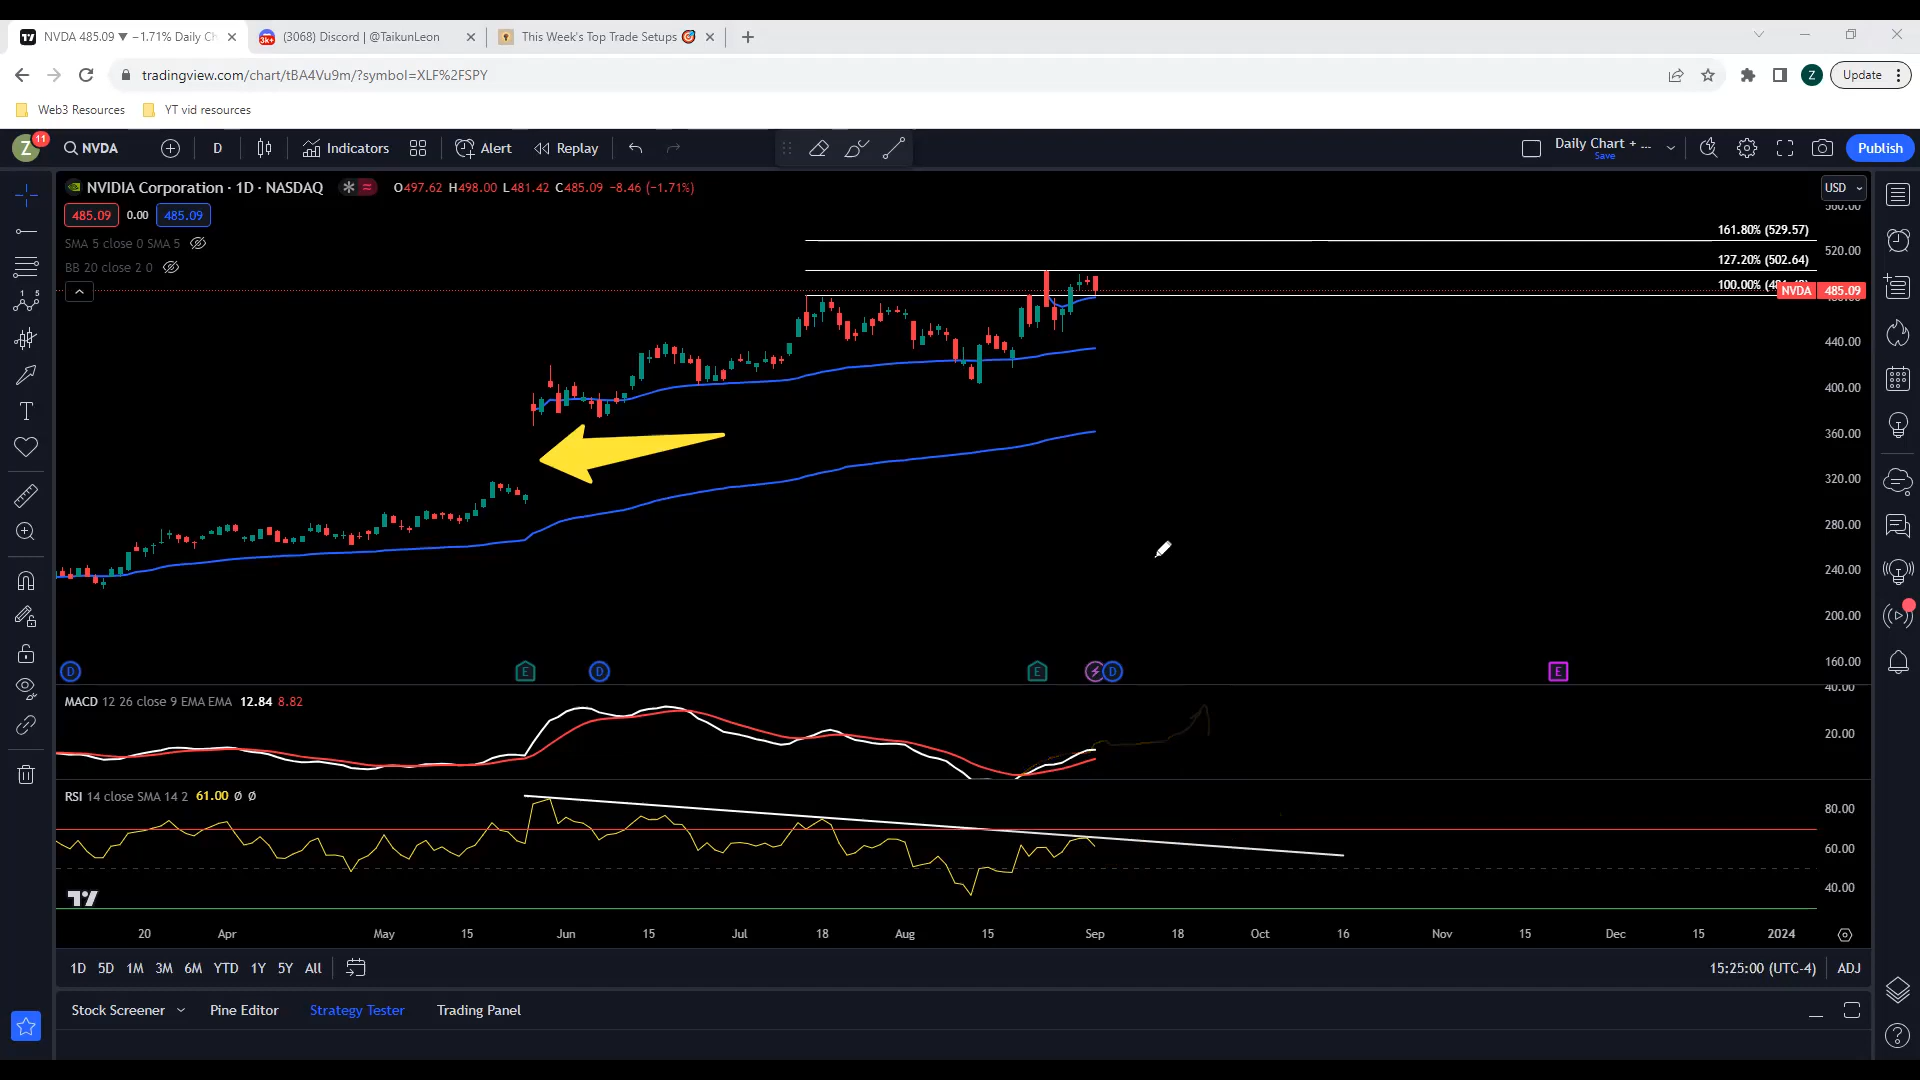 NVDA 485.09 ▼ −1.71% Daily Ch
(3068) Discord | @TaikunLeon
This Week's Top Trade Setups 🎯
tradingview.com/chart/tBA4Vu9m/?symbol=XLF%2FSPY
Z
Update
Web3 Resources
YT vid resources
Z
11
NVDA
D
Indicators
Alert
Replay
Daily Chart + ...
Save
Publish
NVIDIA Corporation · 1D · NASDAQ
O497.62 H498.00 L481.42 C485.09 −8.46 (−1.71%)
USD
485.09
0.00
485.09
SMA 5 close 0 SMA 5
BB 20 close 2 0
161.80% (529.57)
127.20% (502.64)
100.00%
NVDA
485.09
560.00
520.00
440.00
400.00
360.00
320.00
280.00
240.00
200.00
160.00
D
E
D
E
D
E
MACD 12 26 close 9 EMA EMA 12.84 8.82
40.00
20.00
RSI 14 close SMA 14 2 61.00 Ø Ø
80.00
60.00
40.00
20
Apr
May
15
Jun
15
Jul
18
Aug
15
Sep
18
Oct
16
Nov
15
Dec
15
2024
1D
5D
1M
3M
6M
YTD
1Y
5Y
All
15:25:00 (UTC-4)
ADJ
Stock Screener
Pine Editor
Strategy Tester
Trading Panel